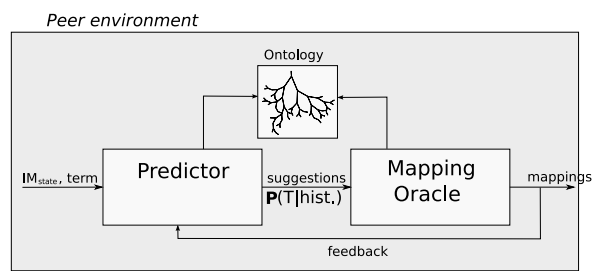 Peer environment
Ontology
IMstate, term
Predictor
suggestions
P(T|hist.)
Mapping
Oracle
mappings
feedback